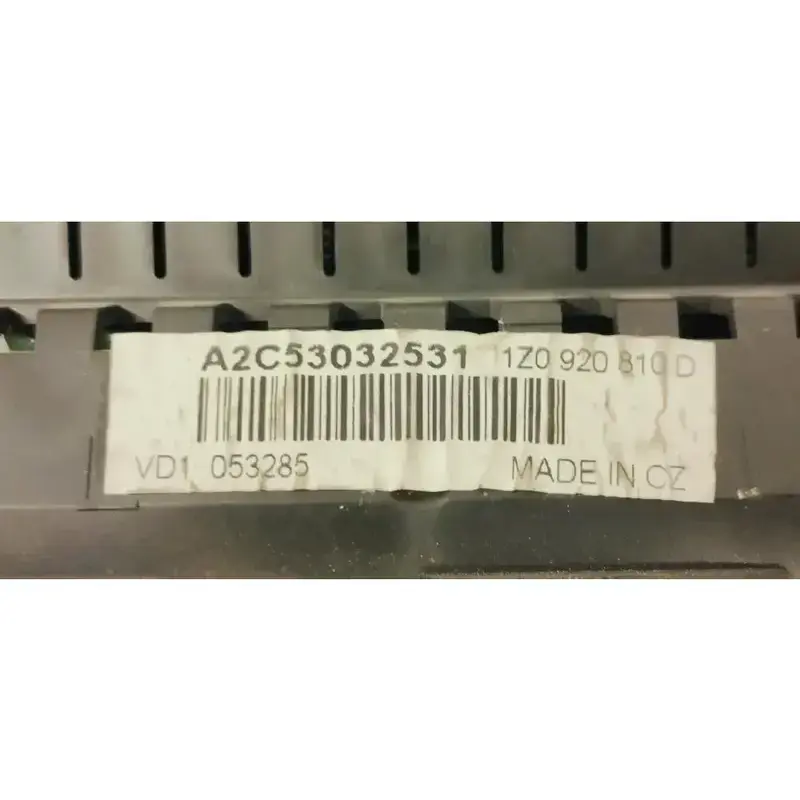 A2C53032531 1Z0 920 810 D
VD1 053285 MADE IN CZ